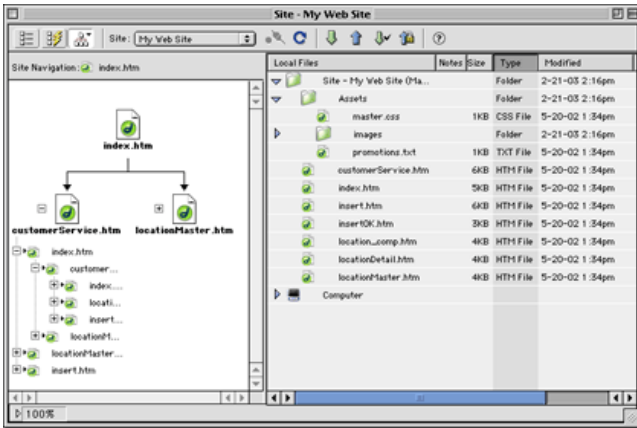 Site - My Web Site
Site: My Web Site
Site Navigation: index.htm
index.htm
customerService.htm locationMaster.htm
index.htm
customer...
index...
locati...
insert...
locationM...
locationMaster...
insert.htm
100%
Local Files Notes Size Type Modified
Site - My Web Site (Ma... Folder 2-21-03 2:16pm
Assets Folder 2-21-03 2:16pm
master.css 1KB CSS File 5-20-02 1:34pm
images Folder 2-21-03 2:16pm
promotions.txt 1KB TXT File 5-20-02 1:34pm
customerService.htm 6KB HTM File 5-20-02 1:34pm
index.htm 5KB HTM File 5-20-02 1:34pm
insert.htm 6KB HTM File 5-20-02 1:34pm
insertOK.htm 3KB HTM File 5-20-02 1:34pm
location_comp.htm 4KB HTM File 5-20-02 1:34pm
locationDetail.htm 4KB HTM File 5-20-02 1:34pm
locationMaster.htm 4KB HTM File 5-20-02 1:34pm
Computer